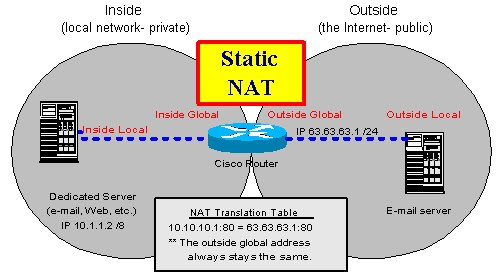 Inside
(local network- private)
Outside
(the Internet- public)
Static
NAT
Inside Global
Outside Global
Outside Local
Inside Local
IP 63.63.63.1 /24
Cisco Router
Dedicated Server
(e-mail, Web, etc.)
IP 10.1.1.2 /8
E-mail server
NAT Translation Table
10.10.10.1:80 = 63.63.63.1:80
** The outside global address
always stays the same.